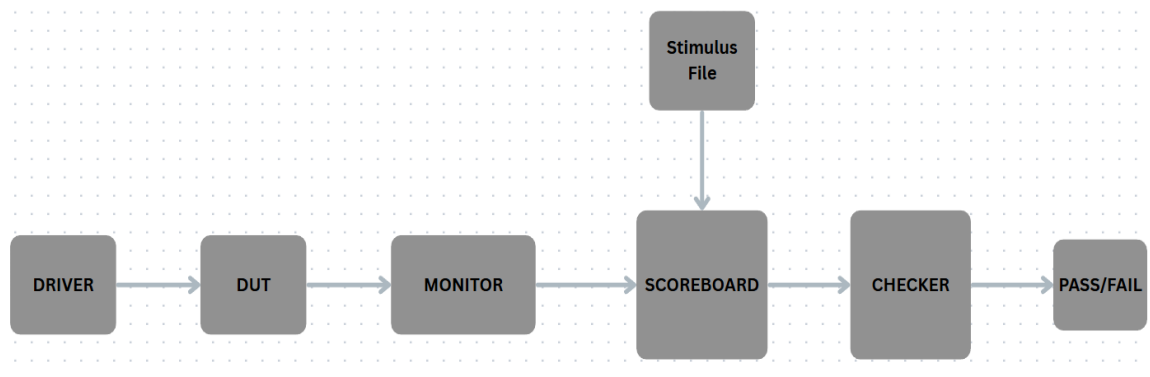 Stimulus
File
DRIVER
DUT
MONITOR
SCOREBOARD
CHECKER
PASS/FAIL